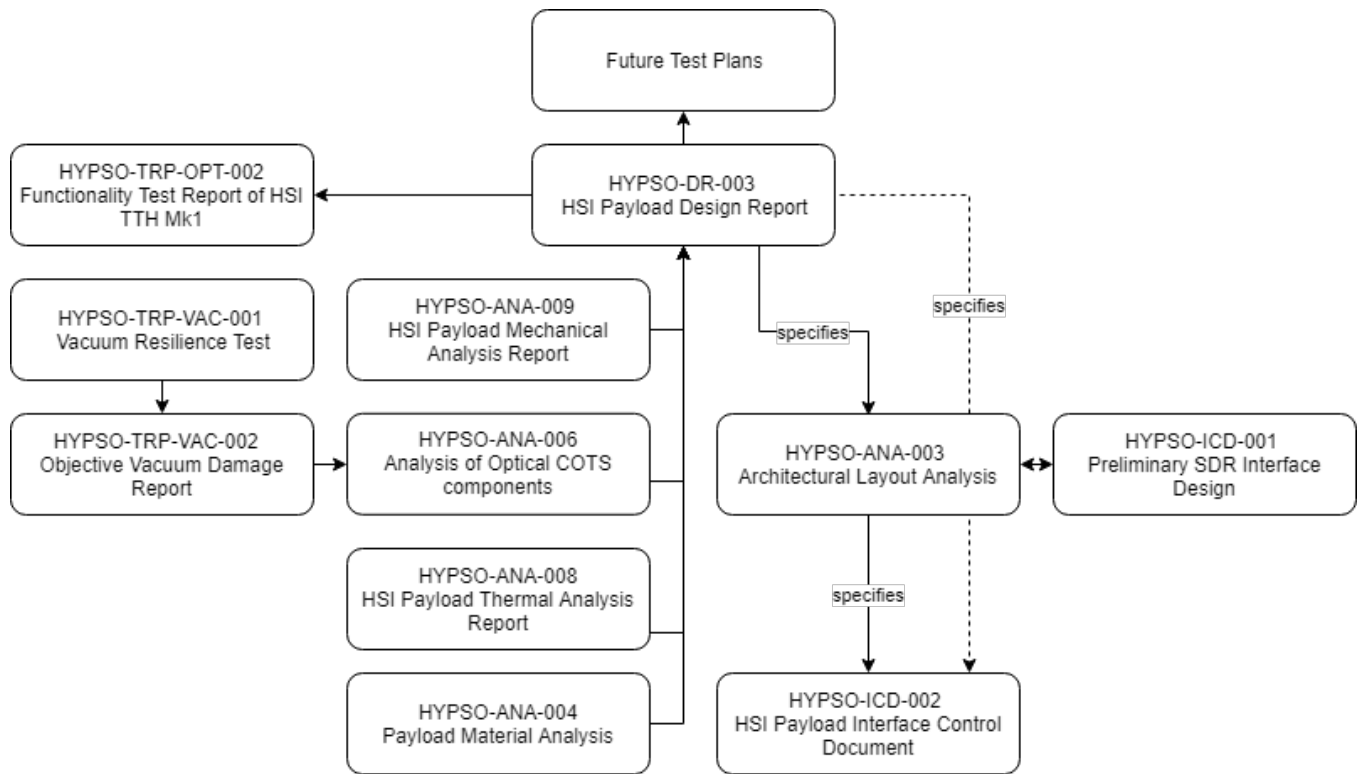 Future Test Plans
HYPSO-TRP-OPT-002
Functionality Test Report of HSI
TTH Mk1
HYPSO-DR-003
HSI Payload Design Report
HYPSO-TRP-VAC-001
Vacuum Resilience Test
HYPSO-ANA-009
HSI Payload Mechanical
Analysis Report
specifies
specifies
HYPSO-TRP-VAC-002
Objective Vacuum Damage
Report
HYPSO-ANA-006
Analysis of Optical COTS
components
HYPSO-ANA-003
Architectural Layout Analysis
HYPSO-ICD-001
Preliminary SDR Interface
Design
HYPSO-ANA-008
HSI Payload Thermal Analysis
Report
specifies
HYPSO-ANA-004
Payload Material Analysis
HYPSO-ICD-002
HSI Payload Interface Control
Document